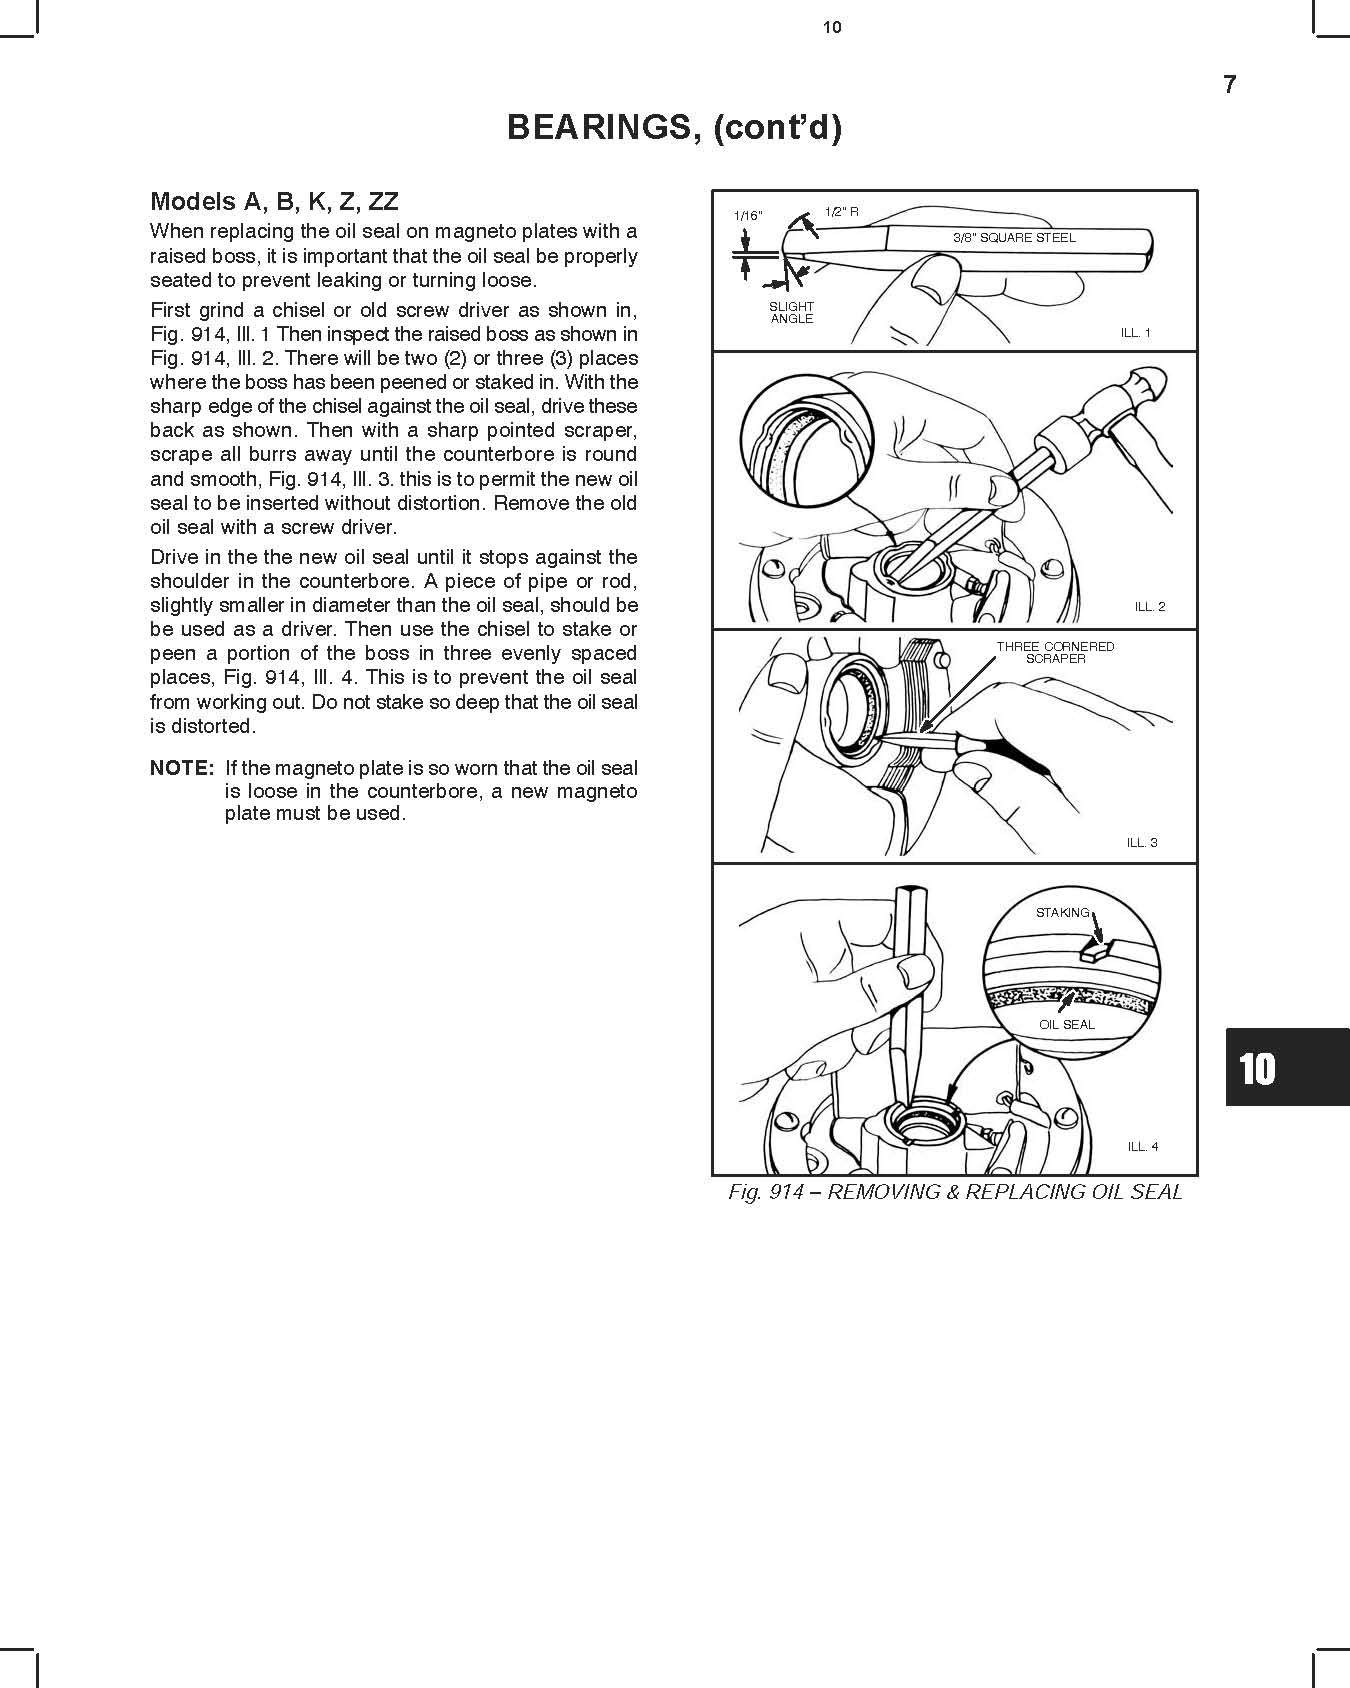 10
7
BEARINGS, (cont’d)
Models A, B, K, Z, ZZ
When replacing the oil seal on magneto plates with a
raised boss, it is important that the oil seal be properly
seated to prevent leaking or turning loose.
First grind a chisel or old screw driver as shown in,
Fig. 914, Ill. 1 Then inspect the raised boss as shown in
Fig. 914, Ill. 2. There will be two (2) or three (3) places
where the boss has been peened or staked in. With the
sharp edge of the chisel against the oil seal, drive these
back as shown. Then with a sharp pointed scraper,
scrape all burrs away until the counterbore is round
and smooth, Fig. 914, Ill. 3. this is to permit the new oil
seal to be inserted without distortion. Remove the old
oil seal with a screw driver.
Drive in the the new oil seal until it stops against the
shoulder in the counterbore. A piece of pipe or rod,
slightly smaller in diameter than the oil seal, should be
be used as a driver. Then use the chisel to stake or
peen a portion of the boss in three evenly spaced
places, Fig. 914, Ill. 4. This is to prevent the oil seal
from working out. Do not stake so deep that the oil seal
is distorted.
NOTE: If the magneto plate is so worn that the oil seal
is loose in the counterbore, a new magneto
plate must be used.
1/16"
1/2" R
3/8" SQUARE STEEL
SLIGHT
ANGLE
ILL. 1
ILL. 2
THREE CORNERED
SCRAPER
ILL. 3
STAKING
OIL SEAL
ILL. 4
Fig. 914 – REMOVING & REPLACING OIL SEAL
10